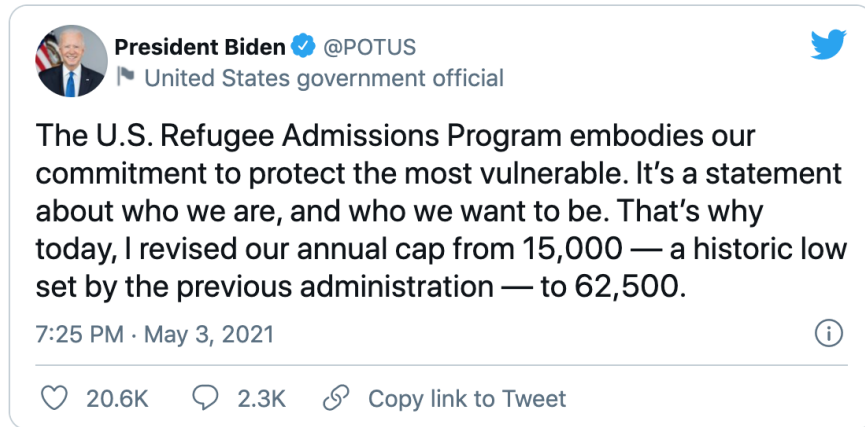 President Biden @POTUS
United States government official
The U.S. Refugee Admissions Program embodies our
commitment to protect the most vulnerable. It’s a statement
about who we are, and who we want to be. That’s why
today, I revised our annual cap from 15,000 — a historic low
set by the previous administration — to 62,500.
7:25 PM · May 3, 2021
20.6K 2.3K Copy link to Tweet